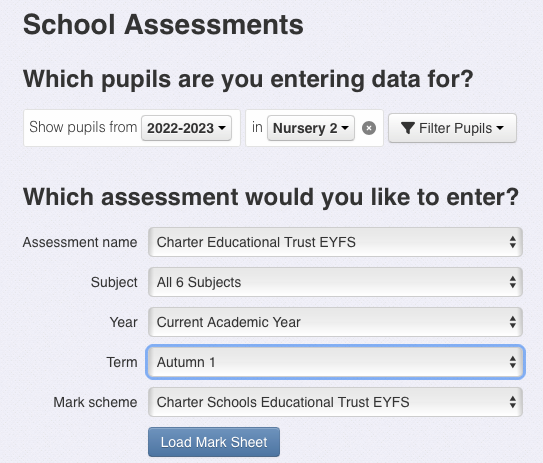 School Assessments
Which pupils are you entering data for?
Show pupils from 2022-2023 in Nursery 2 Filter Pupils
Which assessment would you like to enter?
Assessment name Charter Educational Trust EYFS
Subject All 6 Subjects
Year Current Academic Year
Term Autumn 1
Mark scheme Charter Schools Educational Trust EYFS
Load Mark Sheet